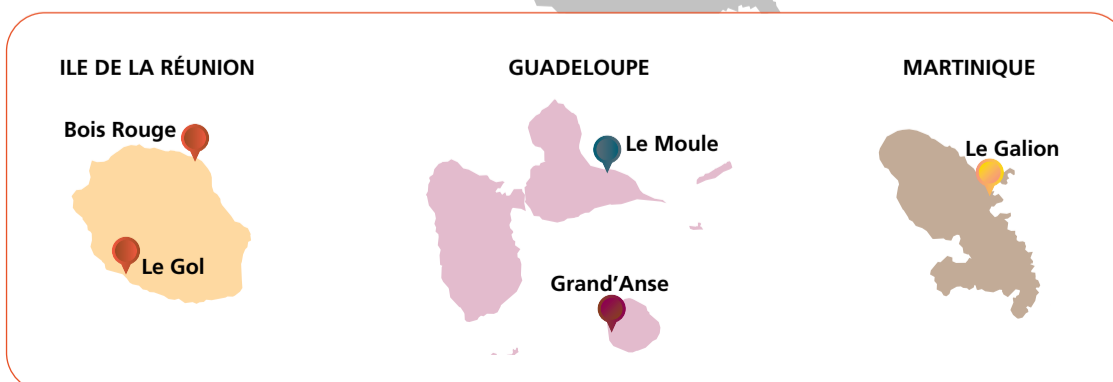 ILE DE LA RÉUNION
Bois Rouge
Le Gol
GUADELOUPE
Le Moule
Grand’Anse
MARTINIQUE
Le Galion